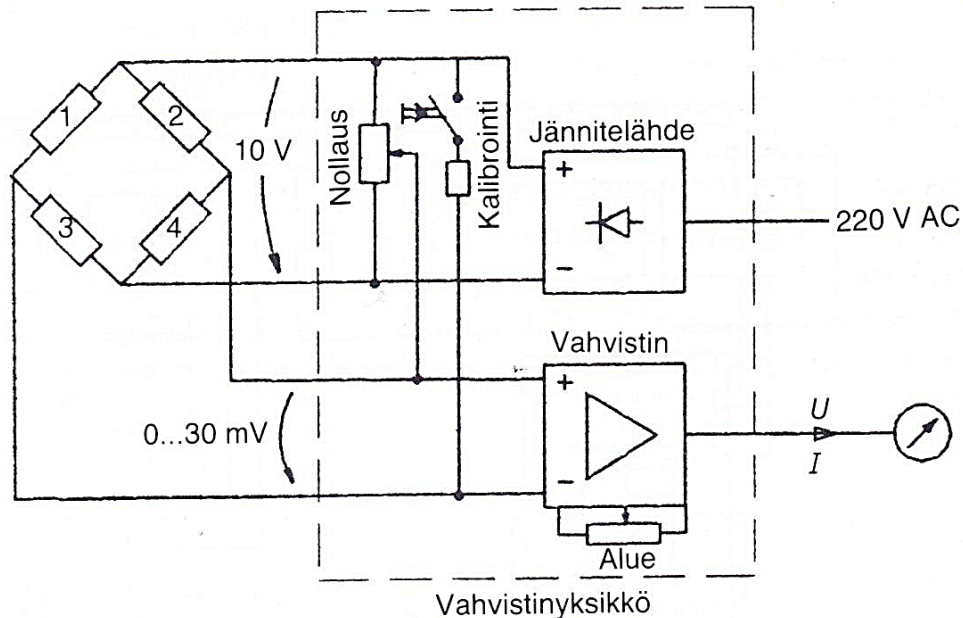 1
2
3
4
10 V
Nollaus
Kalibrointi
Jännitelähde
+
−
220 V AC
Vahvistin
+
−
0...30 mV
U
I
Alue
Vahvistinyksikkö